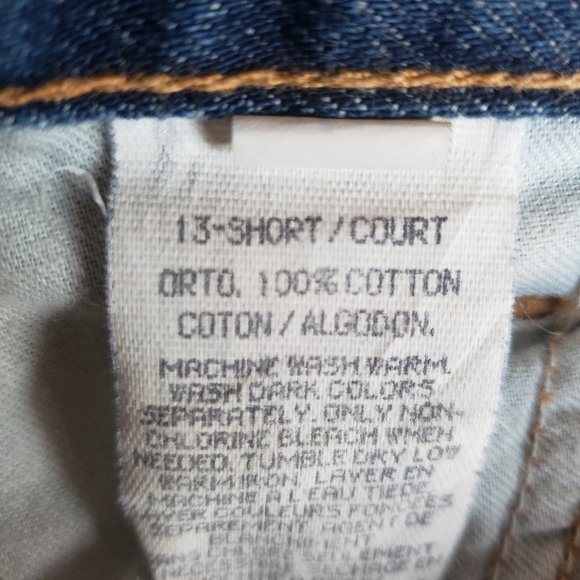 13-SHORT/COURT
ORTO. 100% COTTON
COTON/ALGODON.
MACHINE WASH WARM.
WASH DARK COLORS
SEPARATELY. ONLY NON-
CHLORINE BLEACH WHEN
NEEDED. TUMBLE DRY LOW
WARM IRON. LAVER EN
MACHINE A L'EAU TIEDE.
LAVER COULEURS FONCEES
SEPAREMENT. AGENT DE
BLANCHIMENT